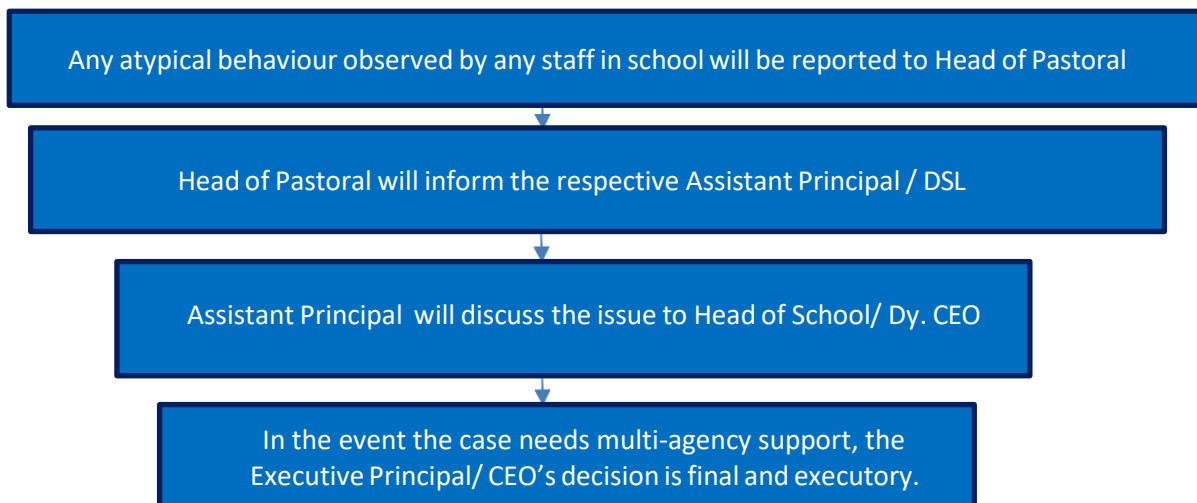 Any atypical behaviour observed by any staff in school will be reported to Head of Pastoral
Head of Pastoral will inform the respective Assistant Principal / DSL
Assistant Principal will discuss the issue to Head of School/ Dy. CEO
In the event the case needs multi-agency support, the
Executive Principal/ CEO’s decision is final and executory.